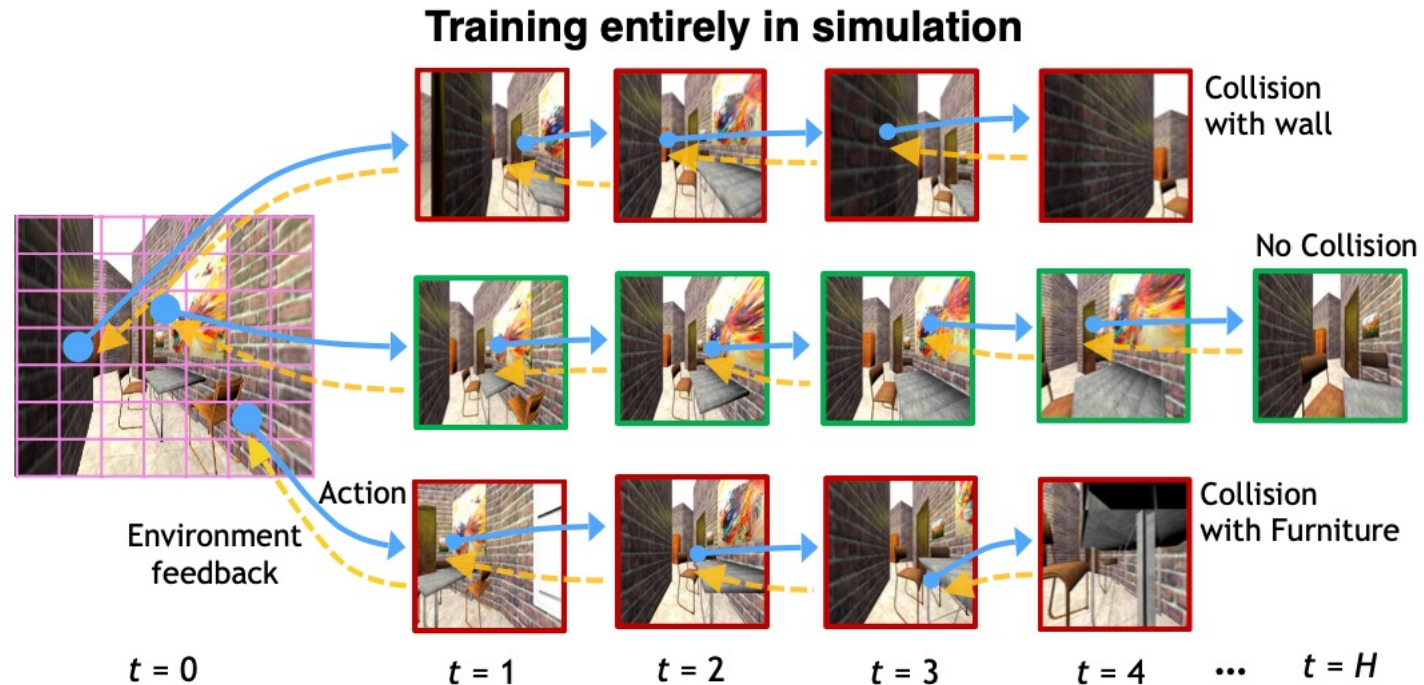 Training entirely in simulation
Collision
with wall
No Collision
Action
Environment
feedback
Collision
with Furniture
t = 0
t = 1
t = 2
t = 3
t = 4
...
t = H